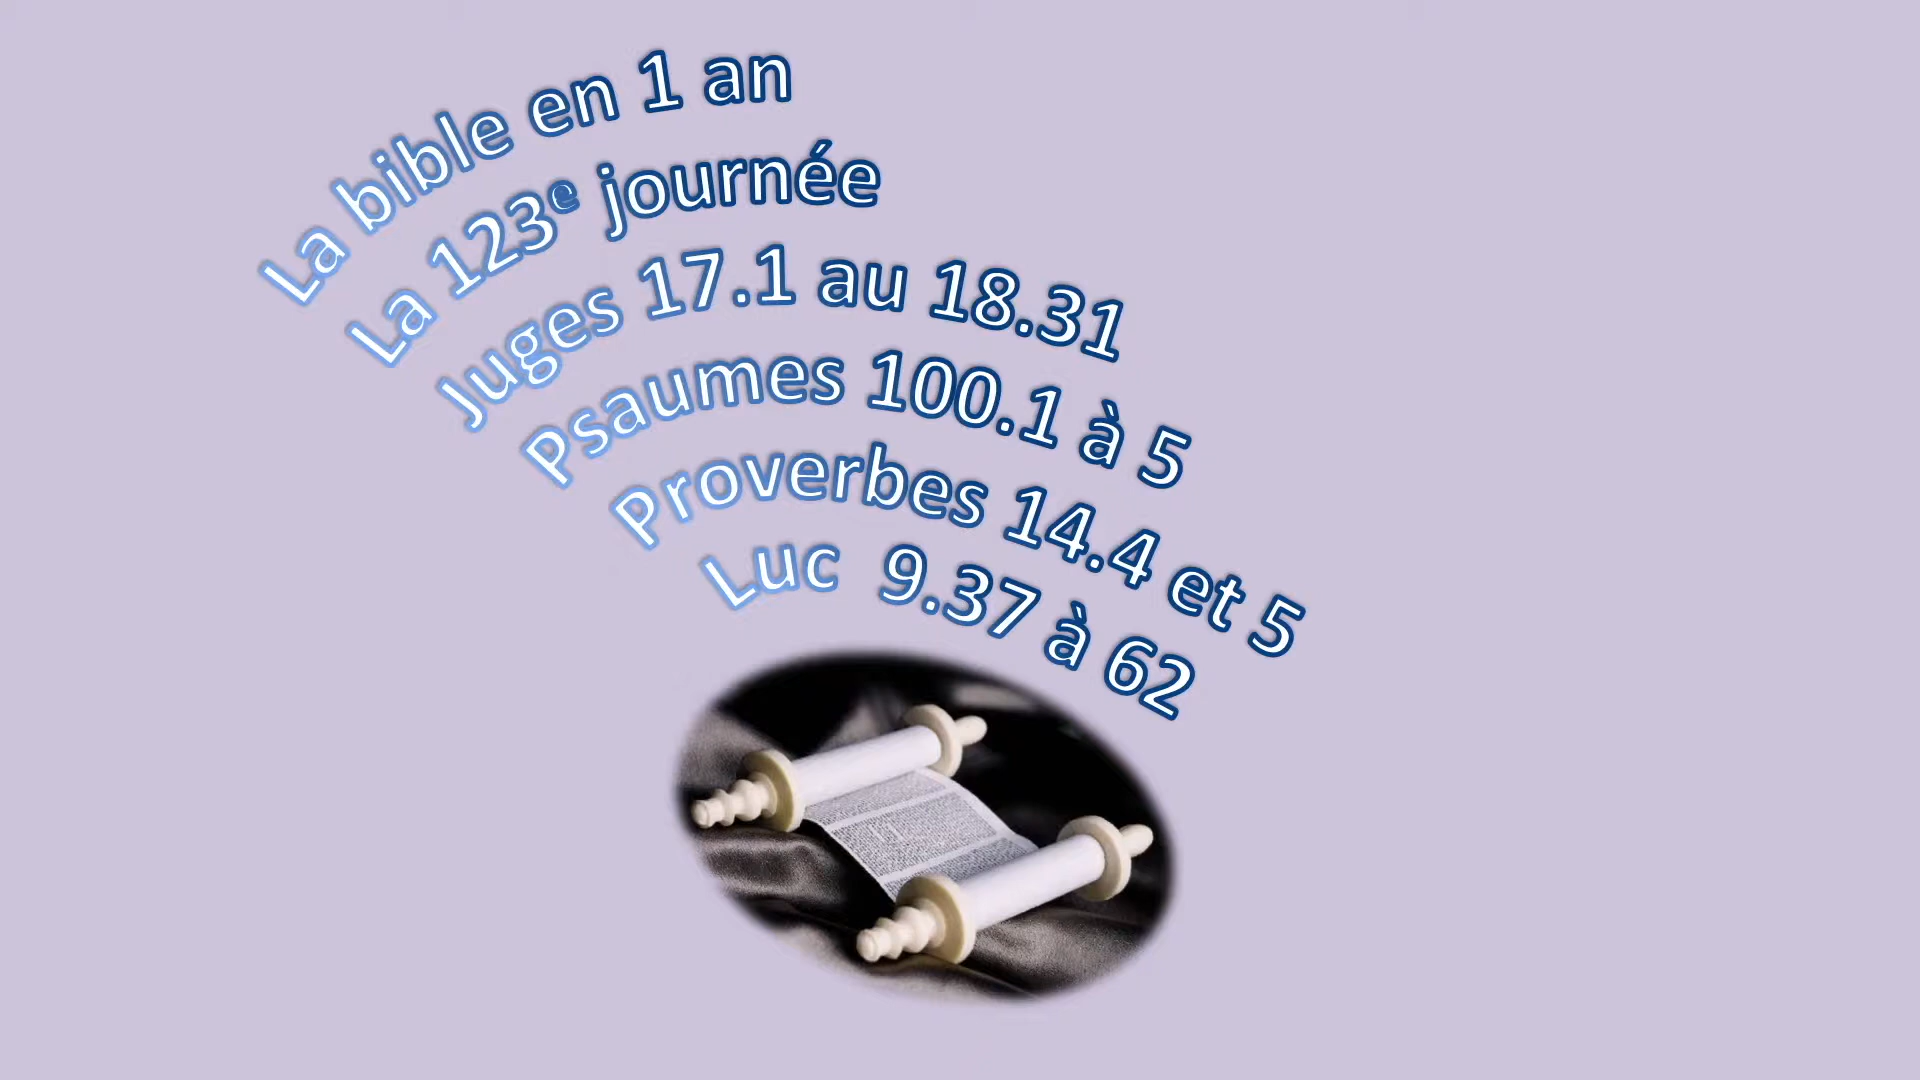 La bible en 1 an
La 123e journée
Juges 17.1 au 18.31
Psaumes 100.1 à 5
Proverbes 14.4 et 5
Luc  9.37 à 62